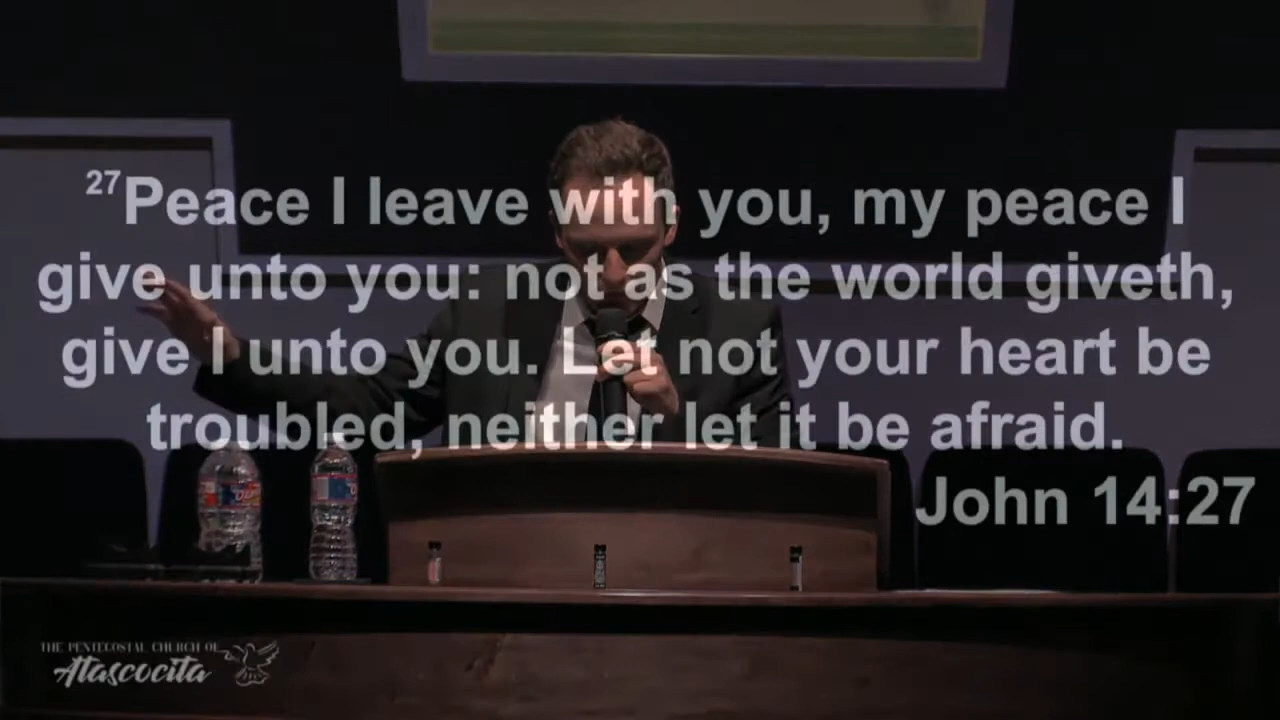 27Peace I leave with you, my peace I
give unto you: not as the world giveth,
give I unto you. Let not your heart be
troubled, neither let it be afraid.
John 14:27
THE PENTECOSTAL CHURCH OF
Atascocita